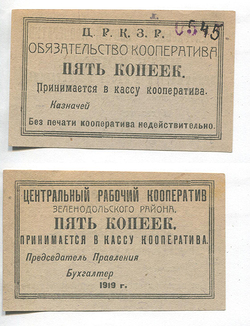 0545
Ц. Р. К. З. Р.
ОБЯЗАТЕЛЬСТВО КООПЕРАТИВА
ПЯТЬ КОПЕЕК.
Принимается в кассу кооператива.
Казначей
Без печати кооператива недействительно.
ЦЕНТРАЛЬНЫЙ РАБОЧИЙ КООПЕРАТИВ
ЗЕЛЕНОДОЛЬСКОГО РАЙОНА.
ПЯТЬ КОПЕЕК.
ПРИНИМАЕТСЯ В КАССУ КООПЕРАТИВА.
Председатель Правления
Бухгалтер
1919 г.